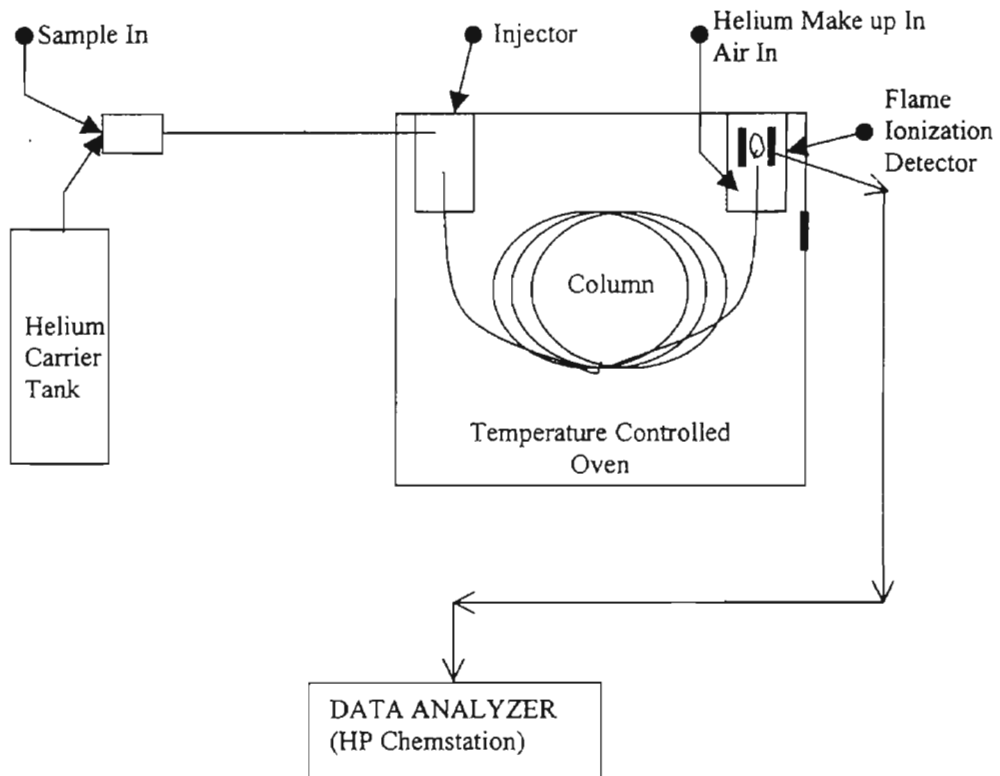 Sample In
Injector
Helium Make up In
Air In
Flame
Ionization
Detector
Helium
Carrier
Tank
Column
Temperature Controlled
Oven
DATA ANALYZER
(HP Chemstation)